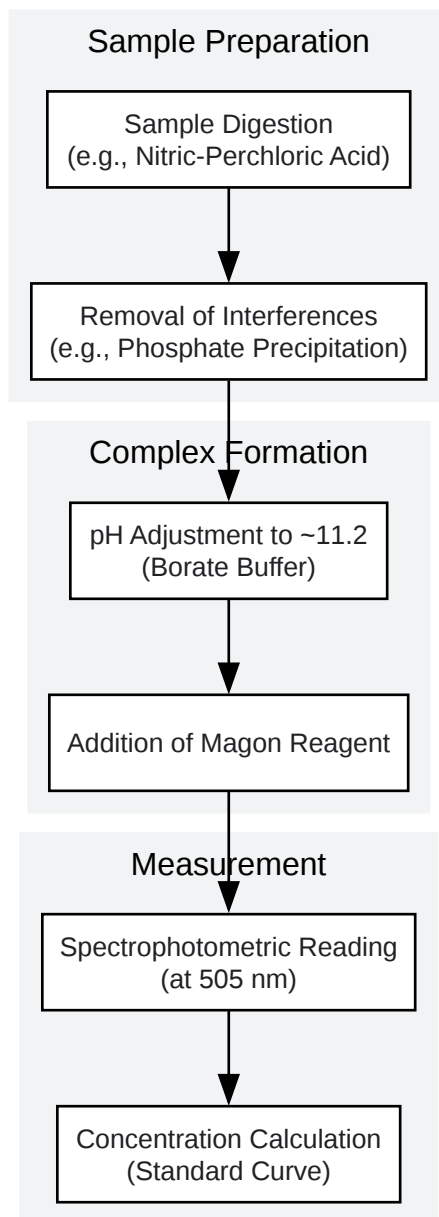 Sample Preparation
Sample Digestion
(e.g., Nitric-Perchloric Acid)
Removal of Interferences
(e.g., Phosphate Precipitation)
Complex Formation
pH Adjustment to ~11.2
(Borate Buffer)
Addition of Magon Reagent
Measurement
Spectrophotometric Reading
(at 505 nm)
Concentration Calculation
(Standard Curve)